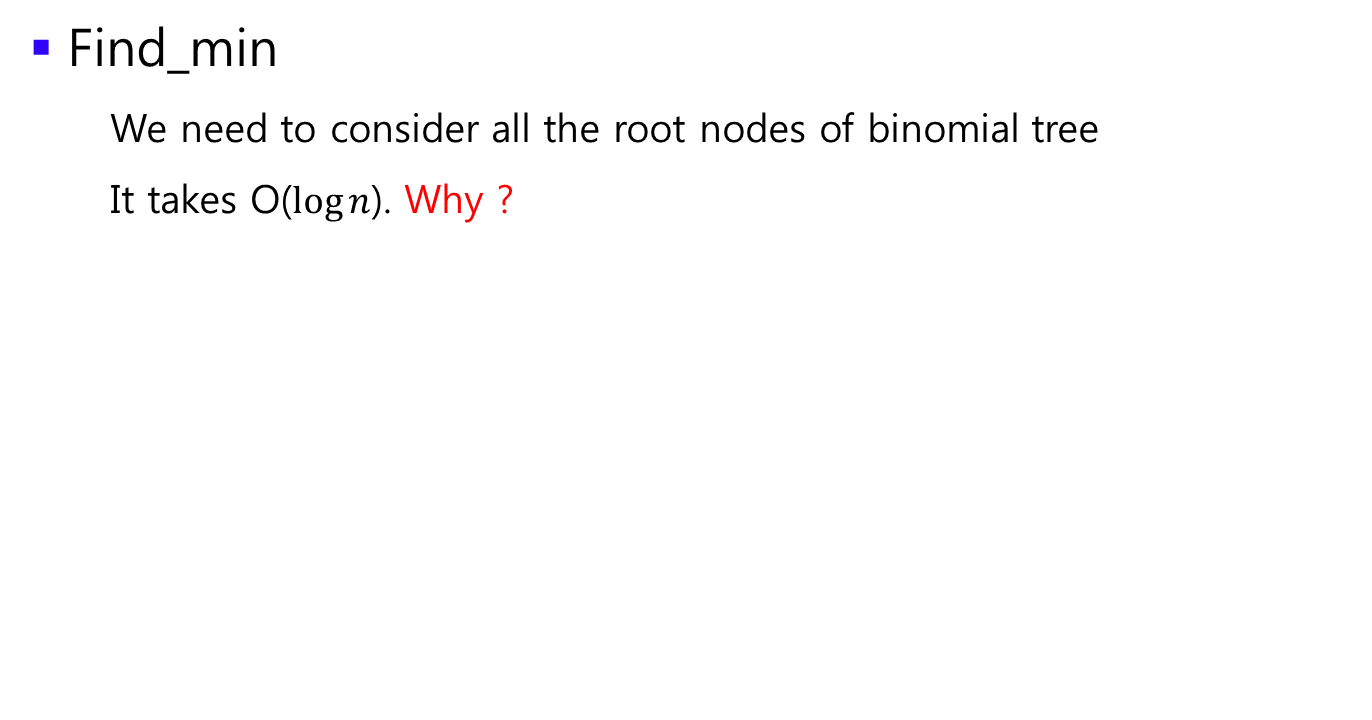 Find_min
We need to consider all the root nodes of binomial tree
It takes O(log n). Why ?